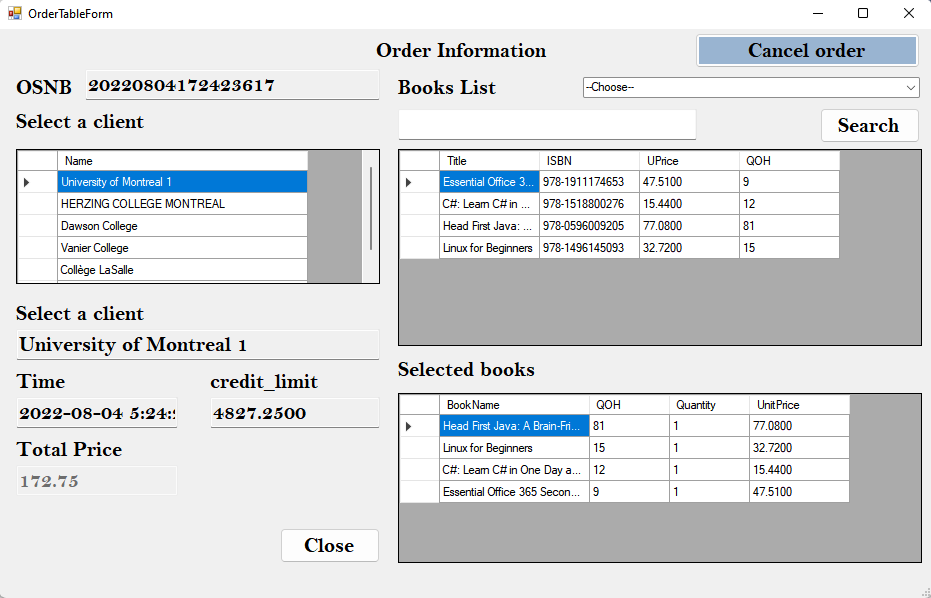 OrderTableForm
Order Information
Cancel order
OSNB 20220804172423617
Books List --Choose--
Select a client
Search
Name
University of Montreal 1
HERZING COLLEGE MONTREAL
Dawson College
Vanier College
Collège LaSalle
Title ISBN UPrice QOH
Essential Office 3... 978-1911174653 47.5100 9
C#: Learn C# in ... 978-1518800276 15.4400 12
Head First Java: ... 978-0596009205 77.0800 81
Linux for Beginners 978-1496145093 32.7200 15
Select a client
University of Montreal 1
Time credit_limit
2022-08-04 5:24:
4827.2500
Total Price
172.75
Close
Selected books
BookName QOH Quantity UnitPrice
Head First Java: A Brain-Fri... 81 1 77.0800
Linux for Beginners 15 1 32.7200
C#: Learn C# in One Day a... 12 1 15.4400
Essential Office 365 Secon... 9 1 47.5100